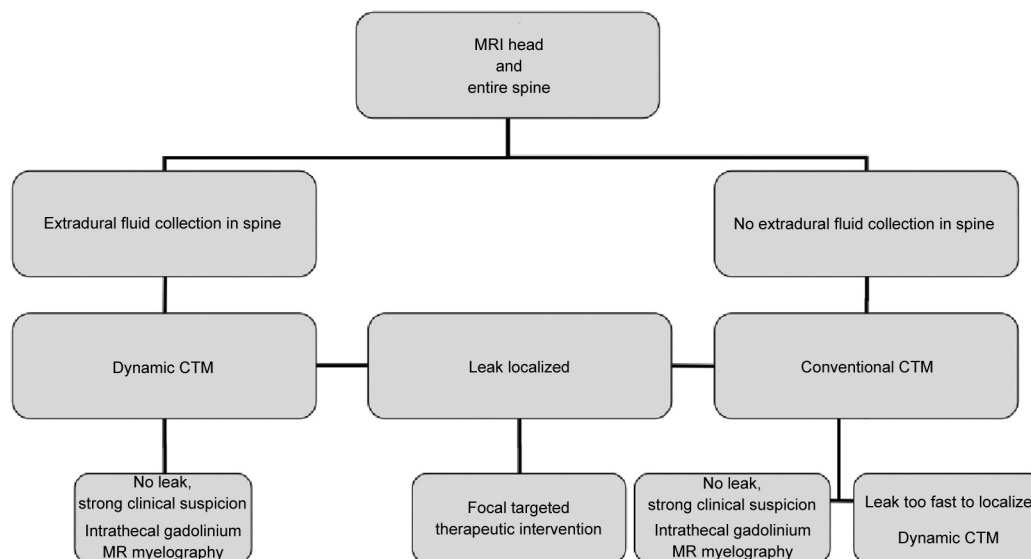 MRI head
and
entire spine
Extradural fluid collection in spine
No extradural fluid collection in spine
Dynamic CTM
Leak localized
Conventional CTM
No leak,
strong clinical suspicion
Intrathecal gadolinium
MR myelography
Focal targeted
therapeutic intervention
No leak,
strong clinical suspicion
Intrathecal gadolinium
MR myelography
Leak too fast to localize
Dynamic CTM